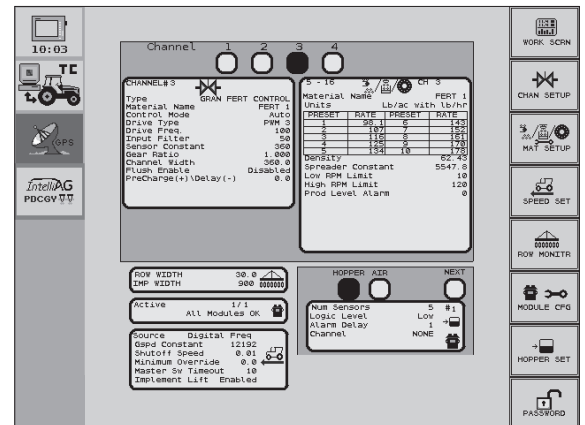 10:03
TC
GPS
IntelliAG
PDCGY
Channel 1 2 3 4
CHANNEL# 3
Type GRAN FERT CONTROL
Material Name FERT 1
Control Mode Auto
Drive Type PWM 3
Drive Freq. 100
Input Filter 50
Sensor Constant 360
Gear Ratio 1.000
Channel Width 360.0
Flush Enable Disabled
PreCharge(+)\Delay(-) 0.0
5 - 16 CH 3
Material Name FERT 1
Units Lb/ac with lb/hr
PRESET RATE PRESET RATE
1 98.1 6 143
2 107 7 152
3 116 8 161
4 125 9 170
5 134 10 178
Density 62.43
Spreader Constant 5547.8
Low RPM Limit 10
High RPM Limit 120
Prod Level Alarm 0
ROW WIDTH 30.0
IMP WIDTH 900
Active 1/1
All Modules OK
Source Digital Freq
Gspd Constant 12192
Shutoff Speed 0.01
Minimum Override 0.0
Master Sw Timeout 10
Implement Lift Enabled
HOPPER AIR NEXT
Num Sensors 5 #1
Logic Level Low
Alarm Delay 1
Channel NONE
WORK SCRN
CHAN SETUP
MAT SETUP
SPEED SET
ROW MONITR
MODULE CFG
HOPPER SET
PASSWORD